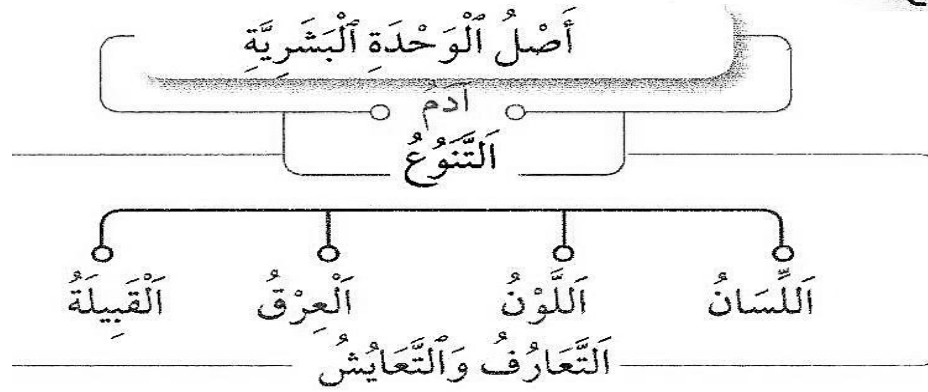 أَصْلُ ٱلْوَحْدَةِ ٱلْبَشَرِيَّةِ
آدَمُ
اَلتَّنَوُّعُ
اَللِّسَانُ اَللَّوْنُ اَلْعِرْقُ اَلْقَبِيلَةُ
اَلتَّعَارُفُ وَٱلتَّعَايُشُ